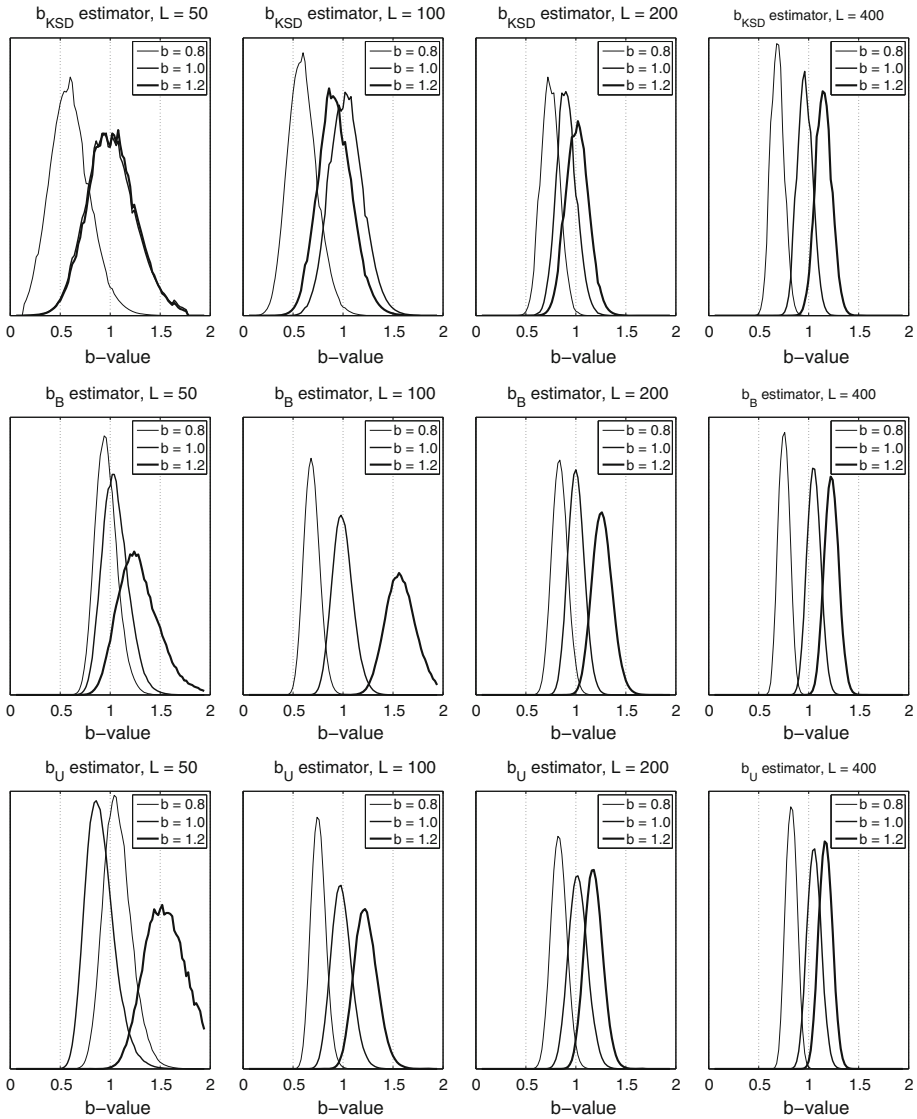 b_KSD estimator, L = 50
b = 0.8
b = 1.0
b = 1.2
0 0.5 1 1.5 2
b−value
b_KSD estimator, L = 100
b = 0.8
b = 1.0
b = 1.2
0 0.5 1 1.5 2
b−value
b_KSD estimator, L = 200
b = 0.8
b = 1.0
b = 1.2
0 0.5 1 1.5 2
b−value
b_KSD estimator, L = 400
b = 0.8
b = 1.0
b = 1.2
0 0.5 1 1.5 2
b−value
b_B estimator, L = 50
b = 0.8
b = 1.0
b = 1.2
0 0.5 1 1.5 2
b−value
b_B estimator, L = 100
b = 0.8
b = 1.0
b = 1.2
0 0.5 1 1.5 2
b−value
b_B estimator, L = 200
b = 0.8
b = 1.0
b = 1.2
0 0.5 1 1.5 2
b−value
b_B estimator, L = 400
b = 0.8
b = 1.0
b = 1.2
0 0.5 1 1.5 2
b−value
b_U estimator, L = 50
b = 0.8
b = 1.0
b = 1.2
0 0.5 1 1.5 2
b−value
b_U estimator, L = 100
b = 0.8
b = 1.0
b = 1.2
0 0.5 1 1.5 2
b−value
b_U estimator, L = 200
b = 0.8
b = 1.0
b = 1.2
0 0.5 1 1.5 2
b−value
b_U estimator, L = 400
b = 0.8
b = 1.0
b = 1.2
0 0.5 1 1.5 2
b−value